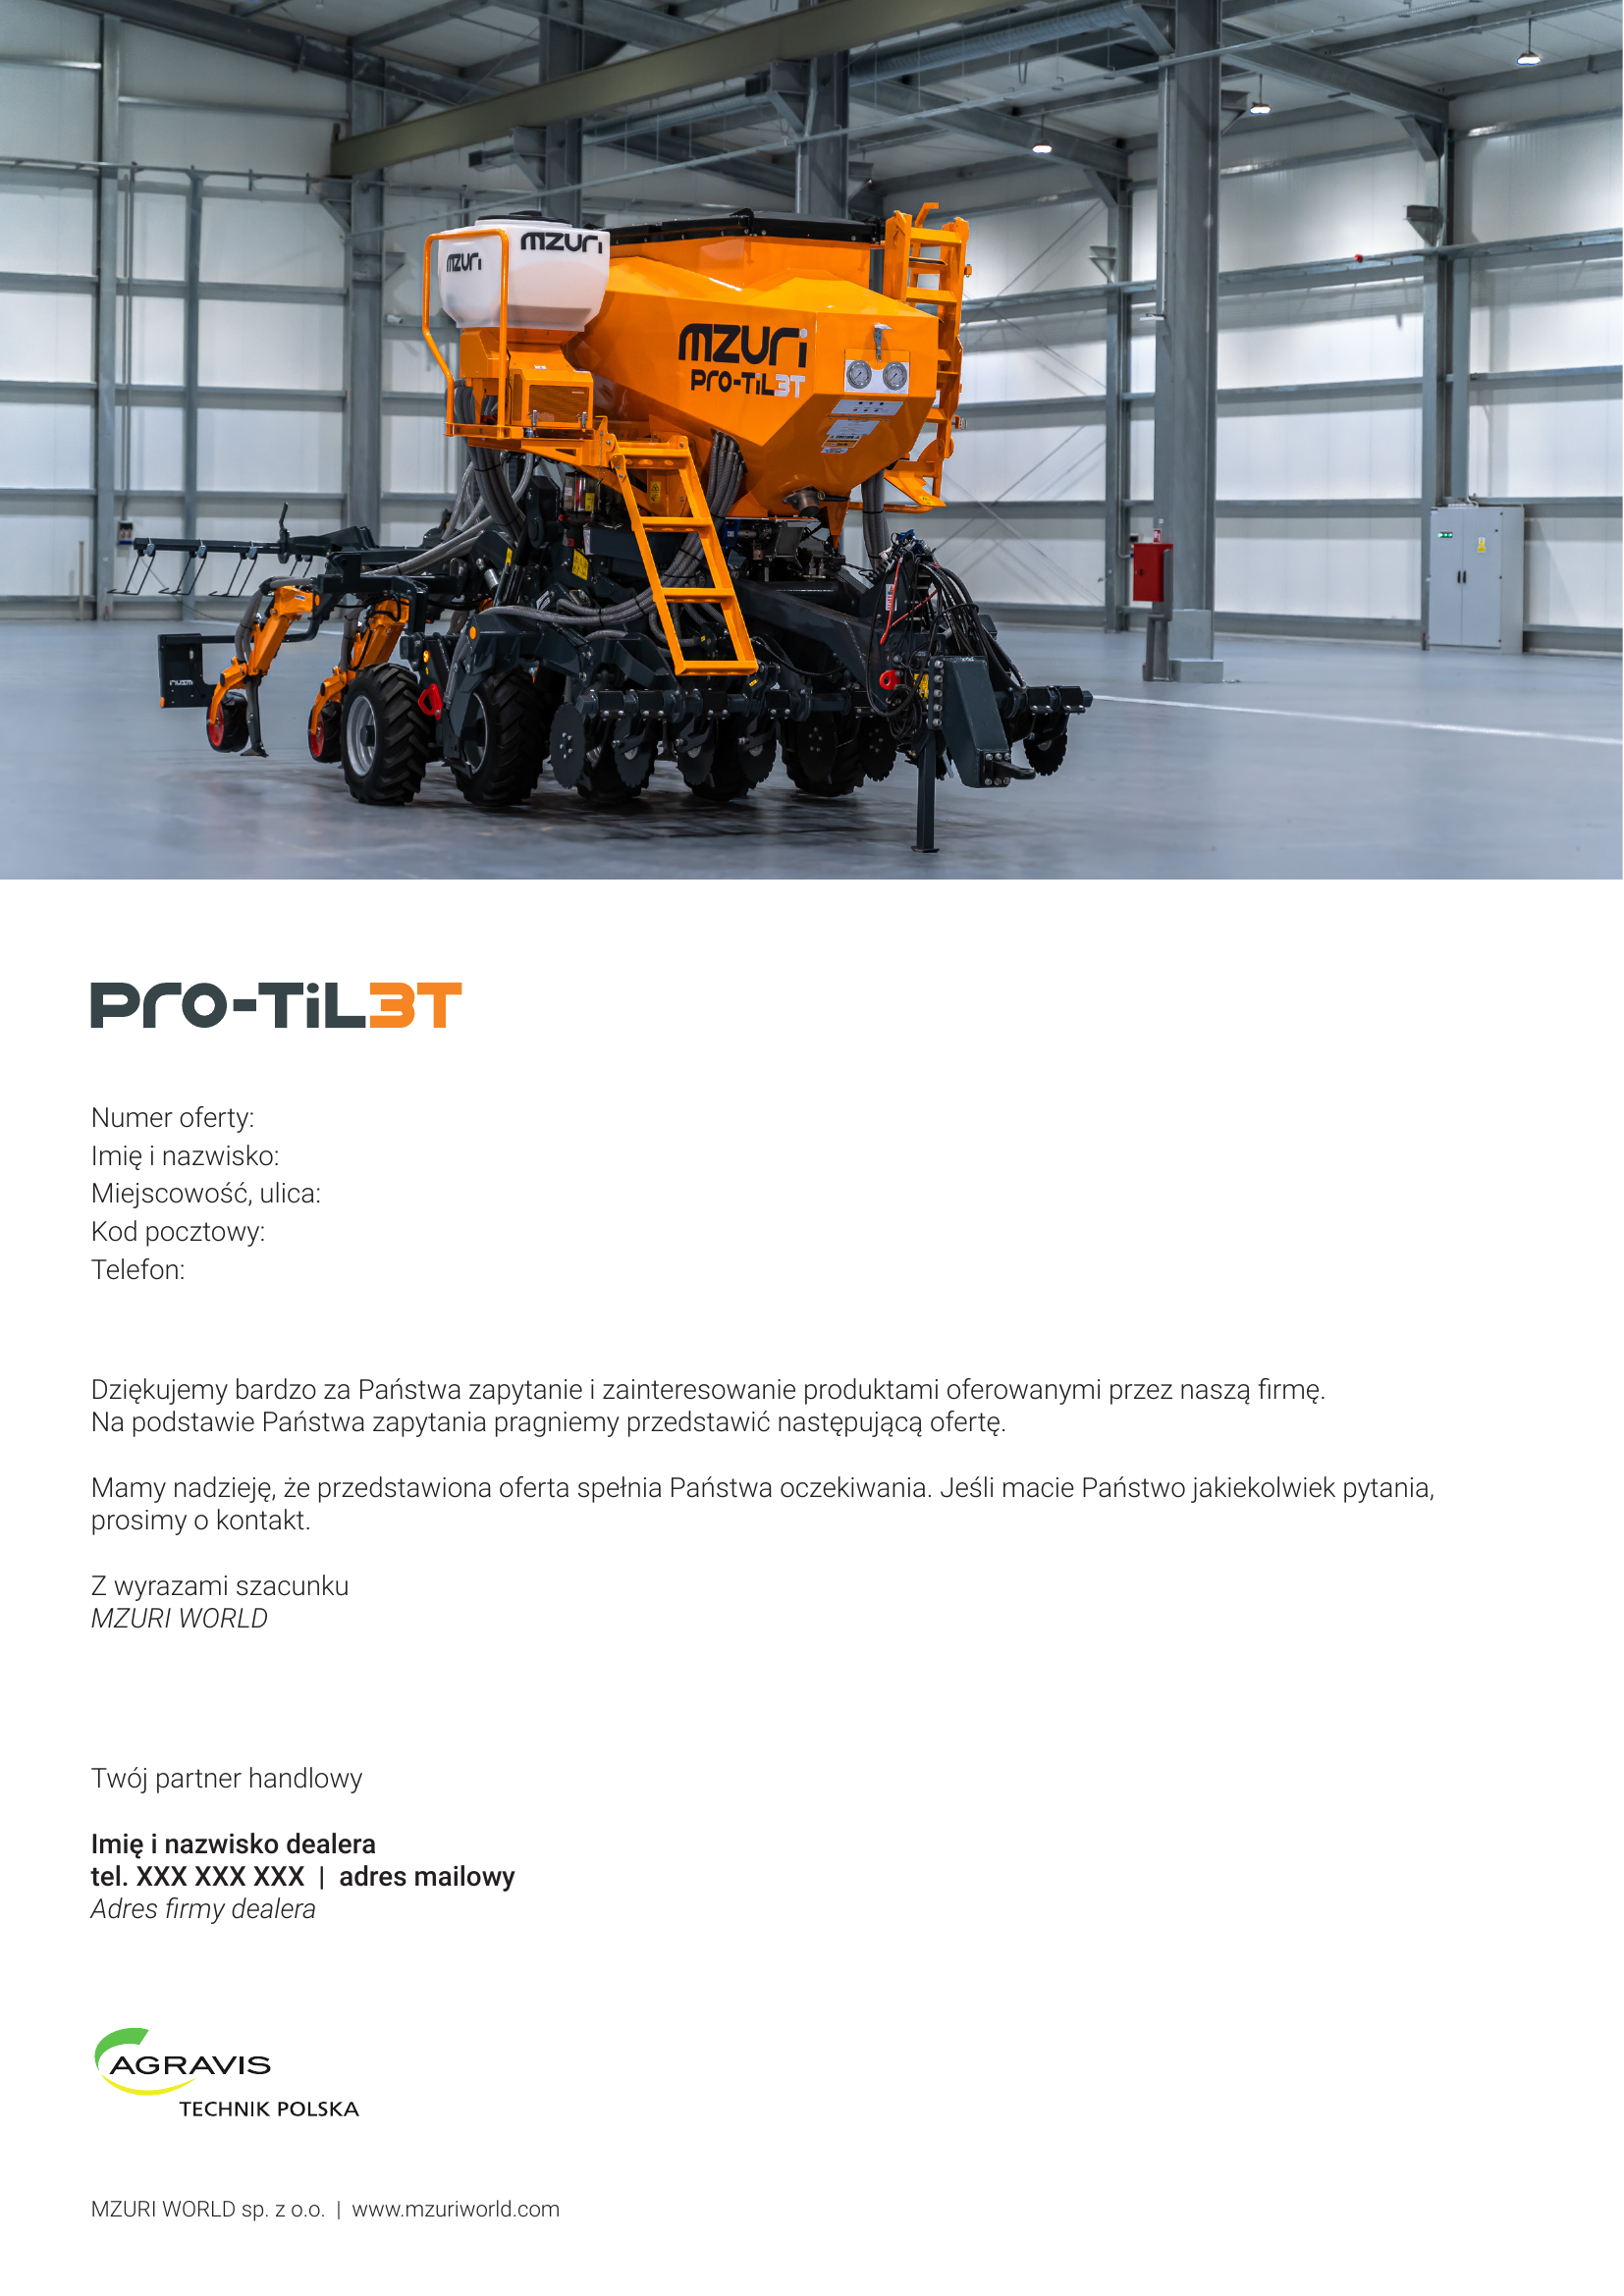 mzuri
mzuri
mzuri
Pro-TiL3T
mzuri
Pro-TiL3T
Numer oferty:
Imię i nazwisko:
Miejscowość, ulica:
Kod pocztowy:
Telefon:
Dziękujemy bardzo za Państwa zapytanie i zainteresowanie produktami oferowanymi przez naszą firmę.
Na podstawie Państwa zapytania pragniemy przedstawić następującą ofertę.
Mamy nadzieję, że przedstawiona oferta spełnia Państwa oczekiwania. Jeśli macie Państwo jakiekolwiek pytania,
prosimy o kontakt.
Z wyrazami szacunku
MZURI WORLD
Twój partner handlowy
Imię i nazwisko dealera
tel. XXX XXX XXX | adres mailowy
Adres firmy dealera
AGRAVIS
TECHNIK POLSKA
MZURI WORLD sp. z o.o. | www.mzuriworld.com